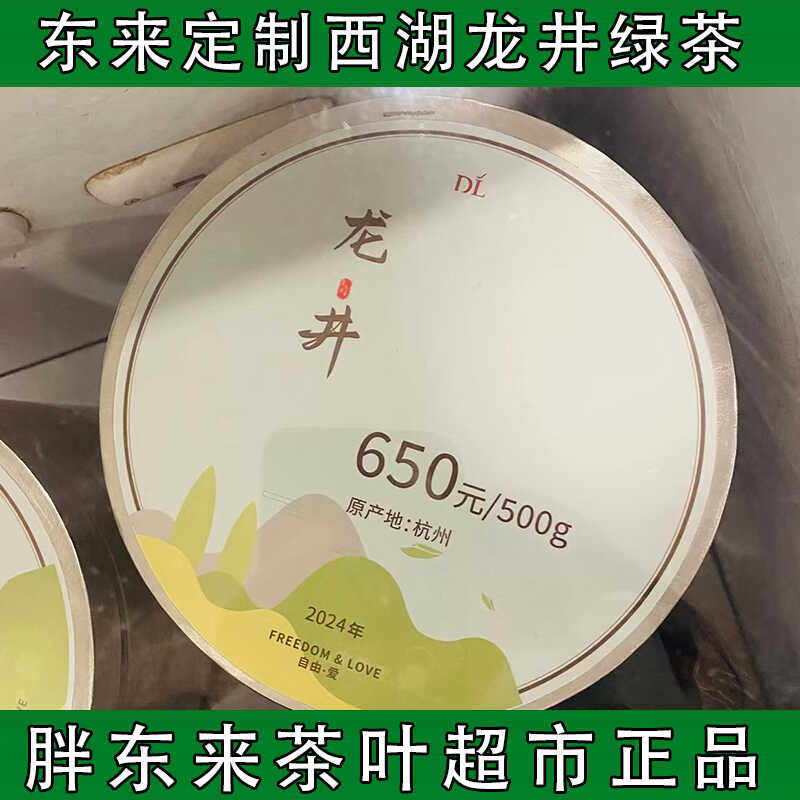 东来定制西湖龙井绿茶
DL
龙
井
650元/500g
原产地:杭州
2024年
FREEDOM & LOVE
自由·爱
胖东来茶叶超市正品